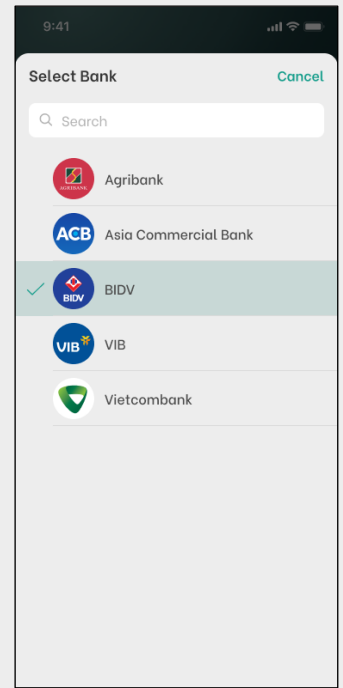 9:41
Select Bank Cancel
Search
AGRIBANK Agribank
ACB Asia Commercial Bank
BIDV BIDV
VIB VIB
Vietcombank